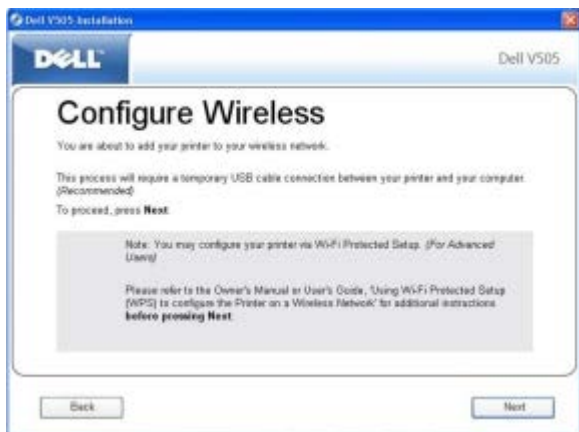 Dell V505 Installation
DELL™
Dell V505
Configure Wireless
You are about to add your printer to your wireless network.
This process will require a temporary USB cable connection between your printer and your computer.
(Recommended)
To proceed, press Next.
Note: You may configure your printer via Wi-Fi Protected Setup. (For Advanced
Users)
Please refer to the Owner's Manual or User's Guide, 'Using Wi-Fi Protected Setup
(WPS) to configure the Printer on a Wireless Network' for additional instructions
before pressing Next.
Back
Next